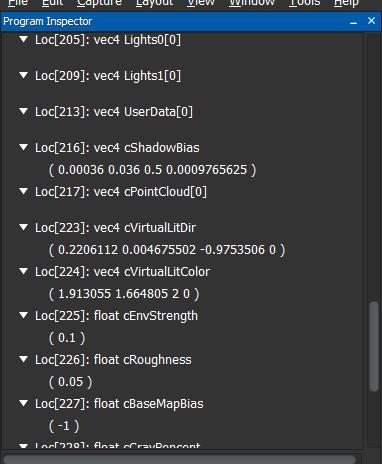 Edit Capture Layout View Window Tools Help
Program Inspector
Loc[205]: vec4 Lights0[0]
Loc[209]: vec4 Lights1[0]
Loc[213]: vec4 UserData[0]
Loc[216]: vec4 cShadowBias
( 0.00036 0.036 0.5 0.0009765625 )
Loc[217]: vec4 cPointCloud[0]
Loc[223]: vec4 cVirtualLitDir
( 0.2206112 0.004675502 -0.9753506 0 )
Loc[224]: vec4 cVirtualLitColor
( 1.913055 1.664805 2 0 )
Loc[225]: float cEnvStrength
( 0.1 )
Loc[226]: float cRoughness
( 0.05 )
Loc[227]: float cBaseMapBias
( -1 )
Loc[228]: float cGrayPencent